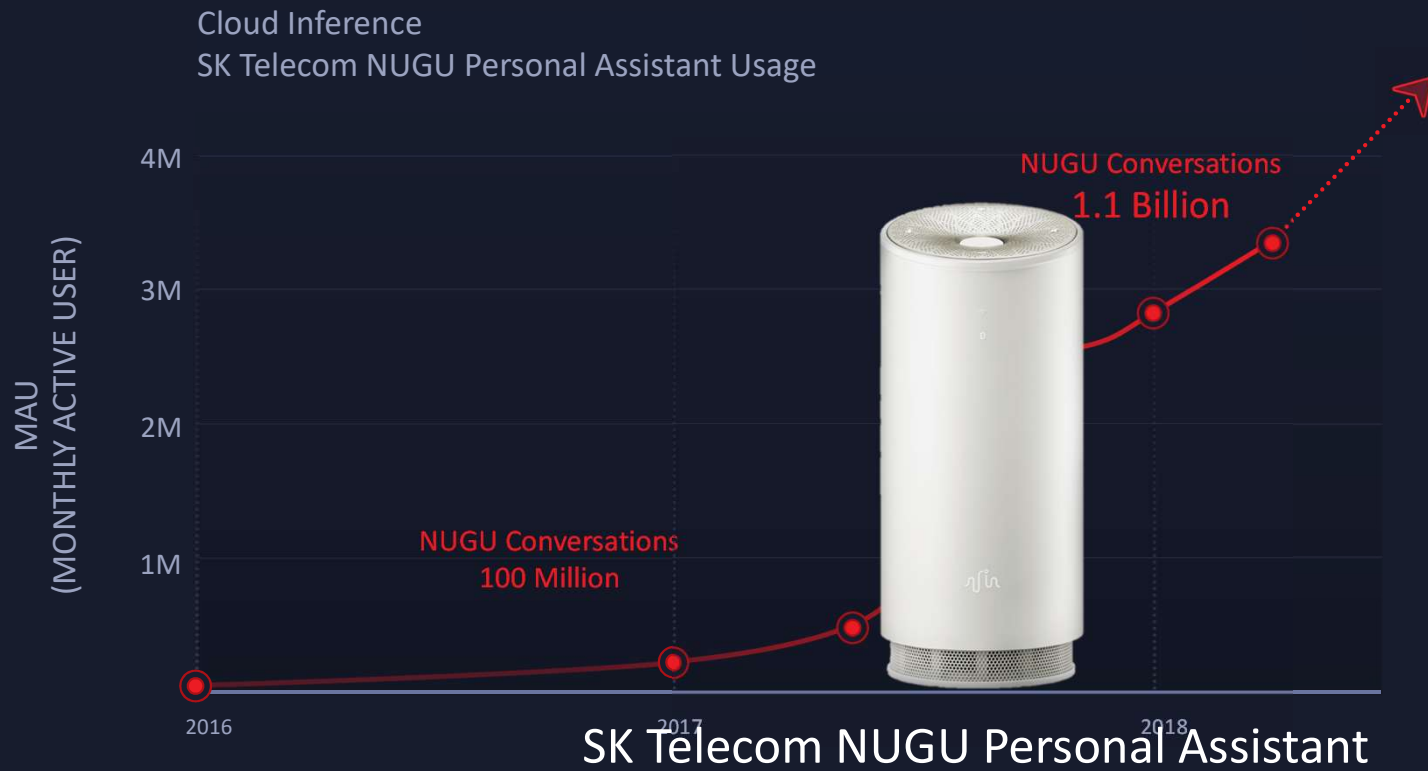 Cloud Inference
SK Telecom NUGU Personal Assistant Usage
4M
3M
2M
1M
MAU
(MONTHLY ACTIVE USER)
NUGU Conversations
1.1 Billion
NUGU Conversations
100 Million
2016
2017
2018
SK Telecom NUGU Personal Assistant